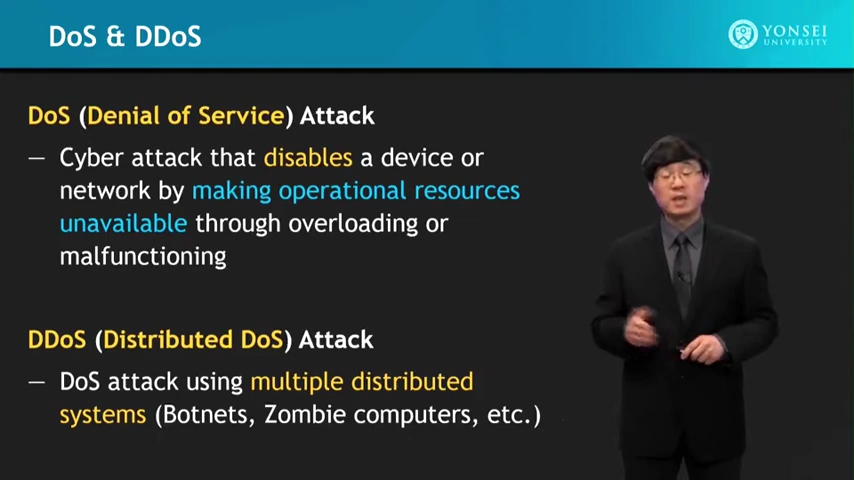 DoS & DDoS
YONSEI
UNIVERSITY
DoS (Denial of Service) Attack
— Cyber attack that disables a device or
network by making operational resources
unavailable through overloading or
malfunctioning
DDoS (Distributed DoS) Attack
— DoS attack using multiple distributed
systems (Botnets, Zombie computers, etc.)